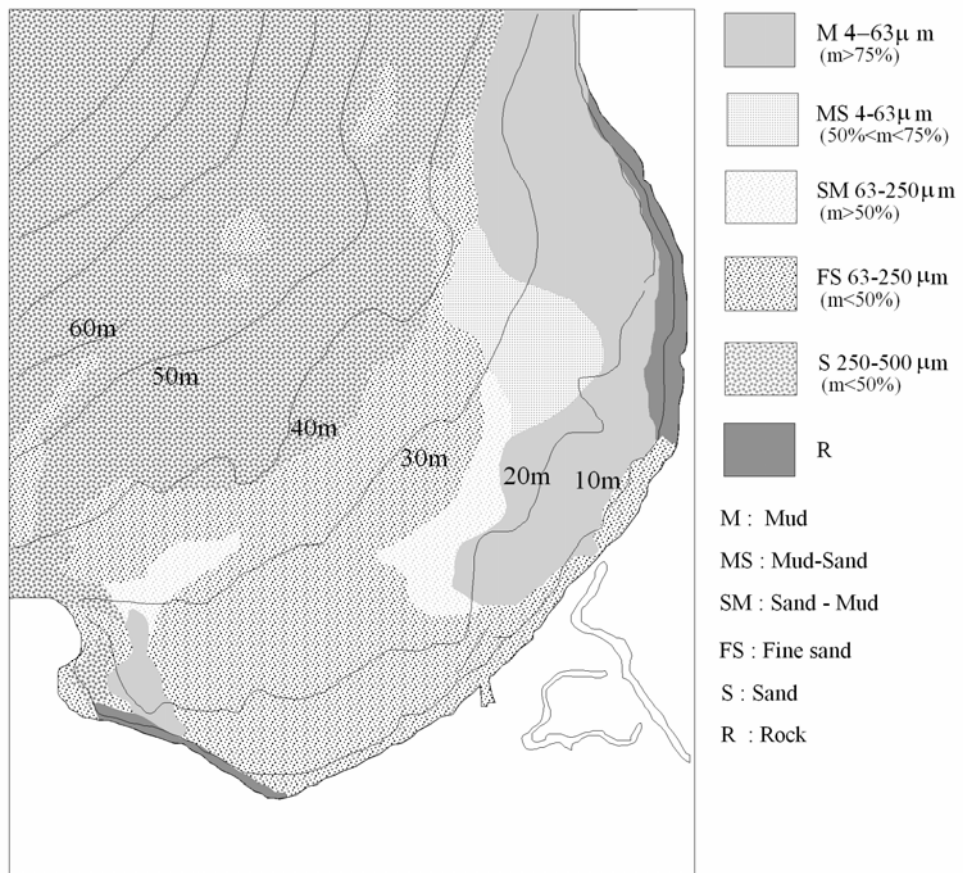 60m
50m
40m
30m
20m
10m
M 4–63μ m
(m>75%)
MS 4-63μ m
(50%<m<75%)
SM 63-250μ m
(m>50%)
FS 63-250 μm
(m<50%)
S 250-500 μm
(m<50%)
R
M : Mud
MS : Mud-Sand
SM : Sand - Mud
FS : Fine sand
S : Sand
R : Rock